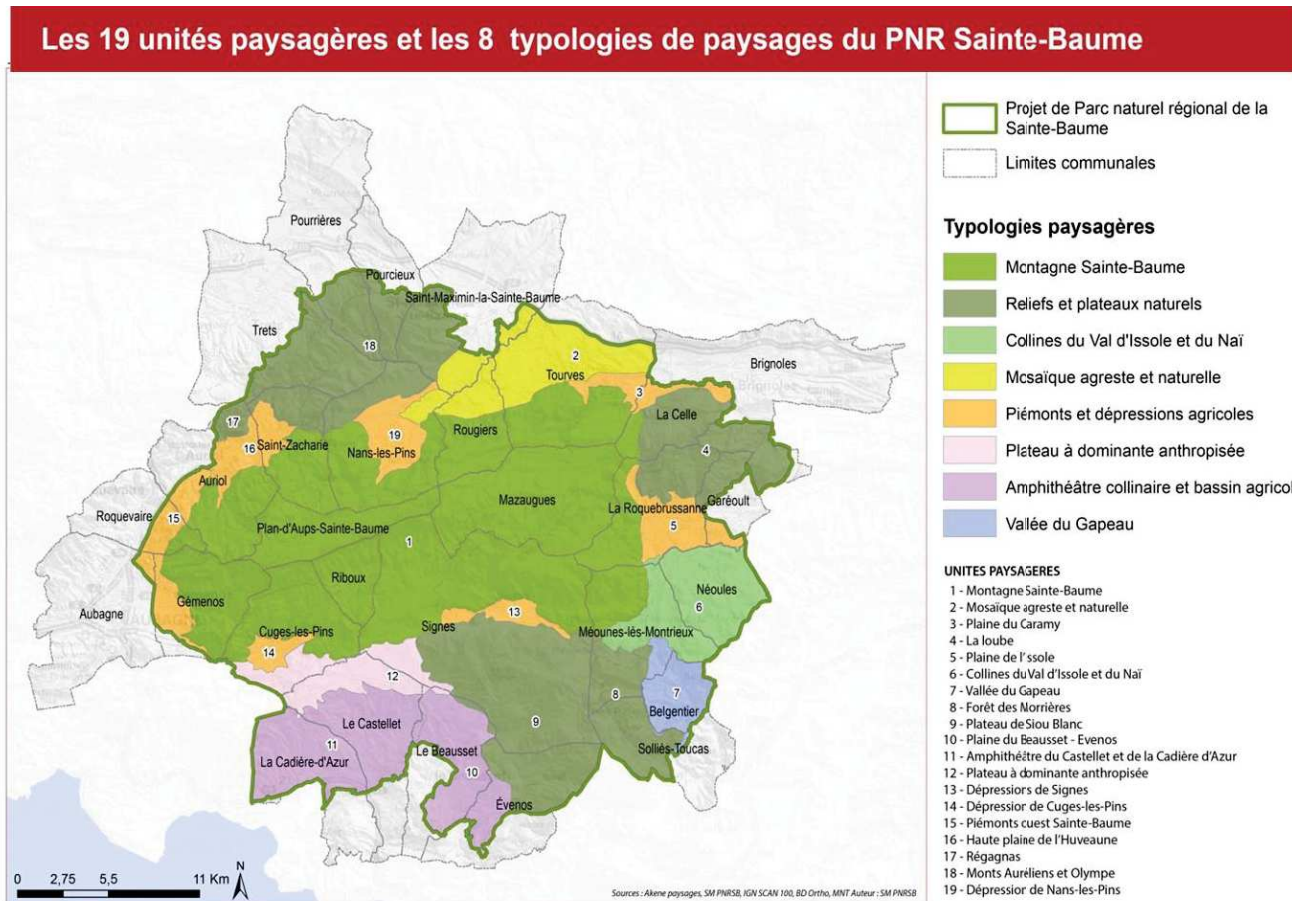 Les 19 unités paysagères et les 8 typologies de paysages du PNR Sainte-Baume
Projet de Parc naturel régional de la
Sainte-Baume
Limites communales
Typologies paysagères
Montagne Sainte-Baume
Reliefs et plateaux naturels
Collines du Val d'Issole et du Naï
Mosaïque agreste et naturelle
Piémonts et dépressions agricoles
Plateau à dominante anthropisée
Amphithéâtre collinaire et bassin agricol
Vallée du Gapeau
UNITES PAYSAGERES
1 - Montagne Sainte-Baume
2 - Mosaïque agreste et naturelle
3 - Plaine du Caramy
4 - La loube
5 - Plaine de l'Issole
6 - Collines du Val d'Issole et du Naï
7 - Vallée du Gapeau
8 - Forêt des Morrières
9 - Plateau de Siou Blanc
10 - Plaine du Beausset - Evenos
11 - Amphithéâtre du Castellet et de la Cadière d'Azur
12 - Plateau à dominante anthropisée
13 - Dépressions de Signes
14 - Dépression de Cuges-les-Pins
15 - Piémonts ouest Sainte-Baume
16 - Haute plaine de l'Huveaune
17 - Régagnas
18 - Monts Auréliens et Olympe
19 - Dépression de Nans-les-Pins
Pourrières
Pourcieux
Saint-Maximin-la-Sainte-Baume
Trets
18
2
Tourves
Brignoles
3
17
La Celle
16
Saint-Zacharie
19
Nans-les-Pins
Rougiers
4
Auriol
Mazaugues
La Roquebrussanne
Garéoult
Roquevaire
15
Plan-d'Aups-Sainte-Baume
5
1
Riboux
Néoules
6
Aubagne
Gémenos
13
Cuges-les-Pins
Signes
Méounes-lès-Montrieux
14
12
8
7
Belgentier
Le Castellet
9
11
Le Beausset
Solliès-Toucas
La Cadière-d'Azur
10
Évenos
0 2,75 5,5 11 Km
N
Sources : Akene paysages, SM PNRSB, IGN SCAN 100, BD Ortho, MNT Auteur : SM PNRSB